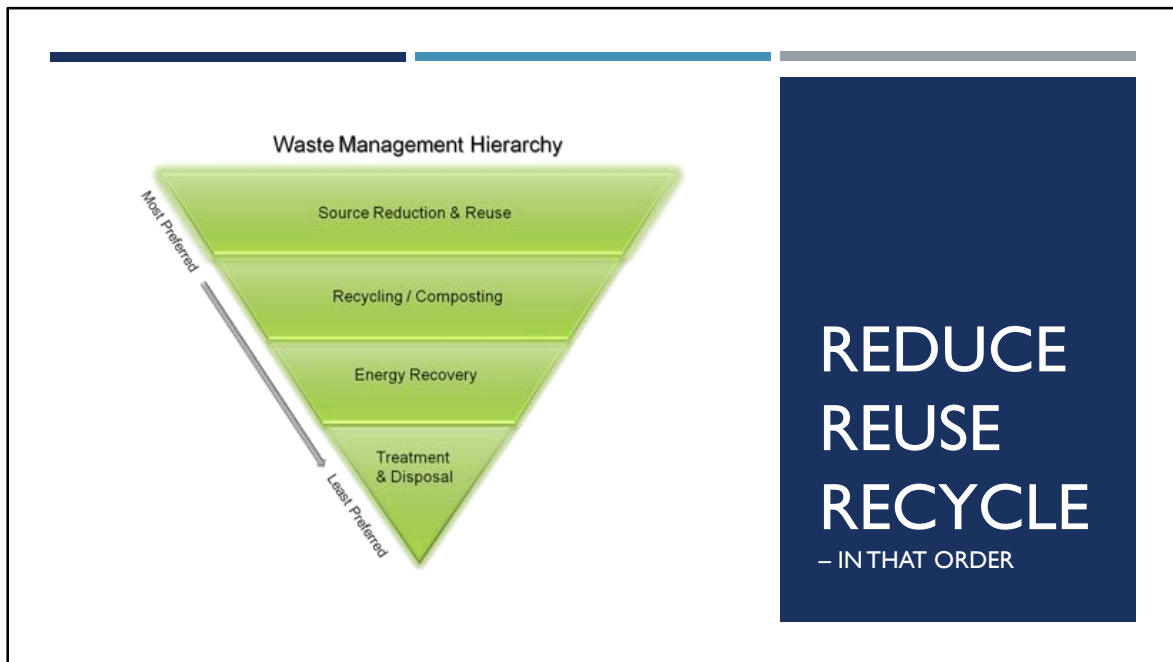 Waste Management Hierarchy
Most Preferred
Source Reduction & Reuse
Recycling / Composting
Energy Recovery
Treatment
& Disposal
Least Preferred
REDUCE
REUSE
RECYCLE
– IN THAT ORDER